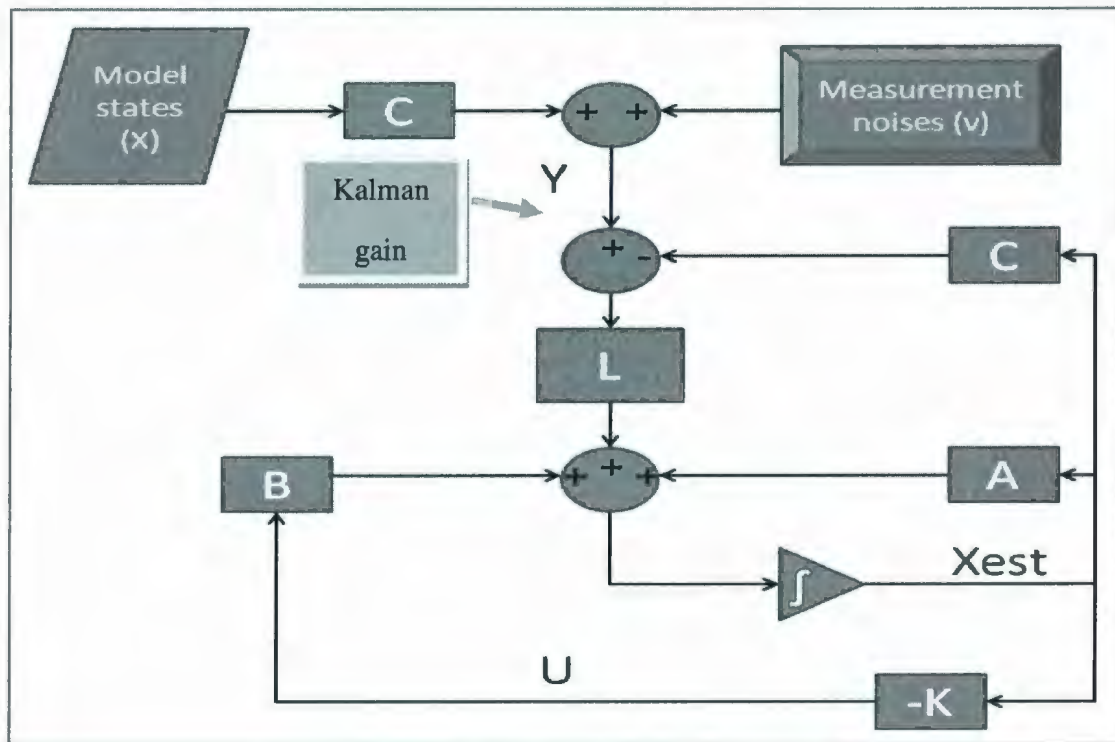 Model
states
(X)
C
+ +
Measurement
noises (v)
Y
Kalman
gain
+
-
C
L
B
+ + +
A
∫
Xest
U
-K